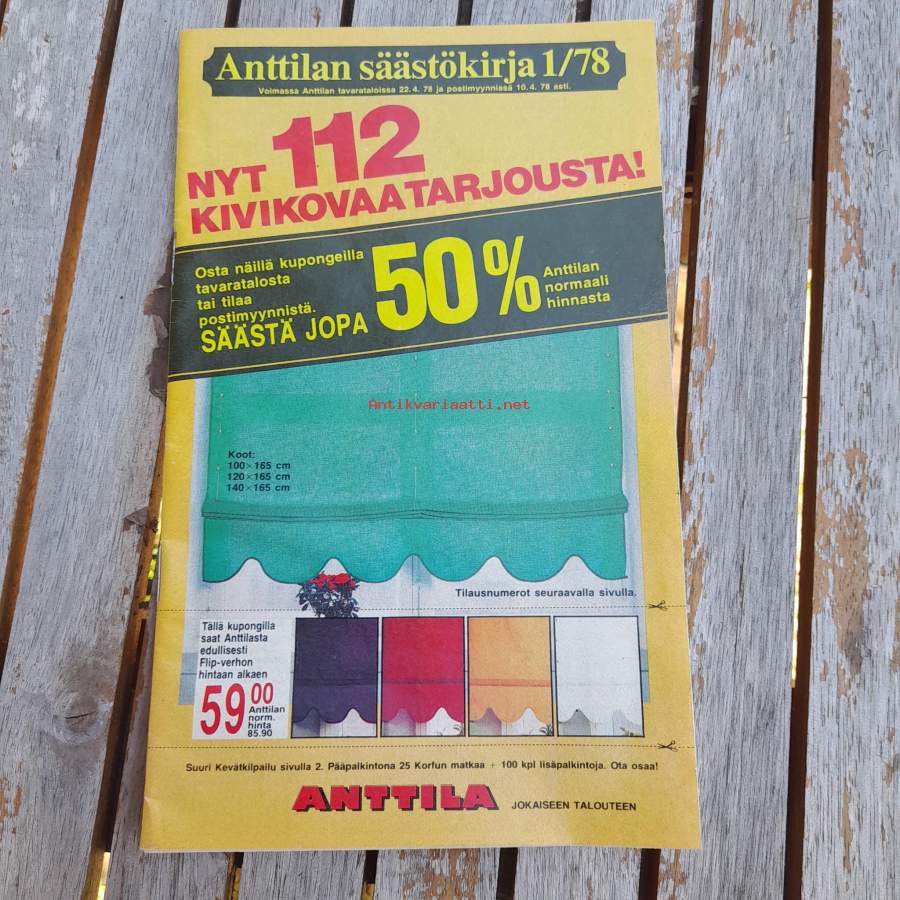 Anttilan säästökirja 1/78
Voimassa Anttilan tavarataloissa 22.4. 78 ja postimyynnissä 10.4. 78 asti.
NYT 112
KIVIKOVAA TARJOUSTA!
Osta näillä kupongeilla
tavaratalosta
tai tilaa
postimyynnistä.
SÄÄSTÄ JOPA
50%
Anttilan
normaali
hinnasta
Antikvariaatti.net
Koot:
100×165 cm
120×165 cm
140×165 cm
Tilausnumerot seuraavalla sivulla.
Tällä kupongilla
saat Anttilasta
edullisesti
Flip-verhon
hintaan alkaen
59 00
Anttilan
norm.
hinta
85.90
Suuri Kevätkilpailu sivulla 2. Pääpalkintona 25 Korfun matkaa + 100 kpl lisäpalkintoja. Ota osaa!
ANTTILA JOKAISEEN TALOUTEEN